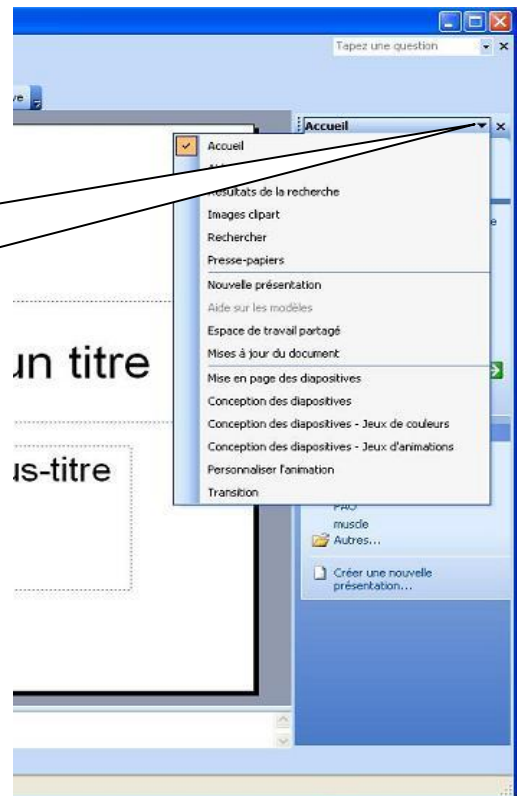 Tapez une question
ve
Accueil
Accueil
Résultats de la recherche
Images clipart
Rechercher
Presse-papiers
Nouvelle présentation
Aide sur les modèles
Espace de travail partagé
Mises à jour du document
Mise en page des diapositives
Conception des diapositives
Conception des diapositives - Jeux de couleurs
Conception des diapositives - Jeux d'animations
Personnaliser l'animation
Transition
un titre
us-titre
PAO
muscle
Autres...
Créer une nouvelle
présentation...